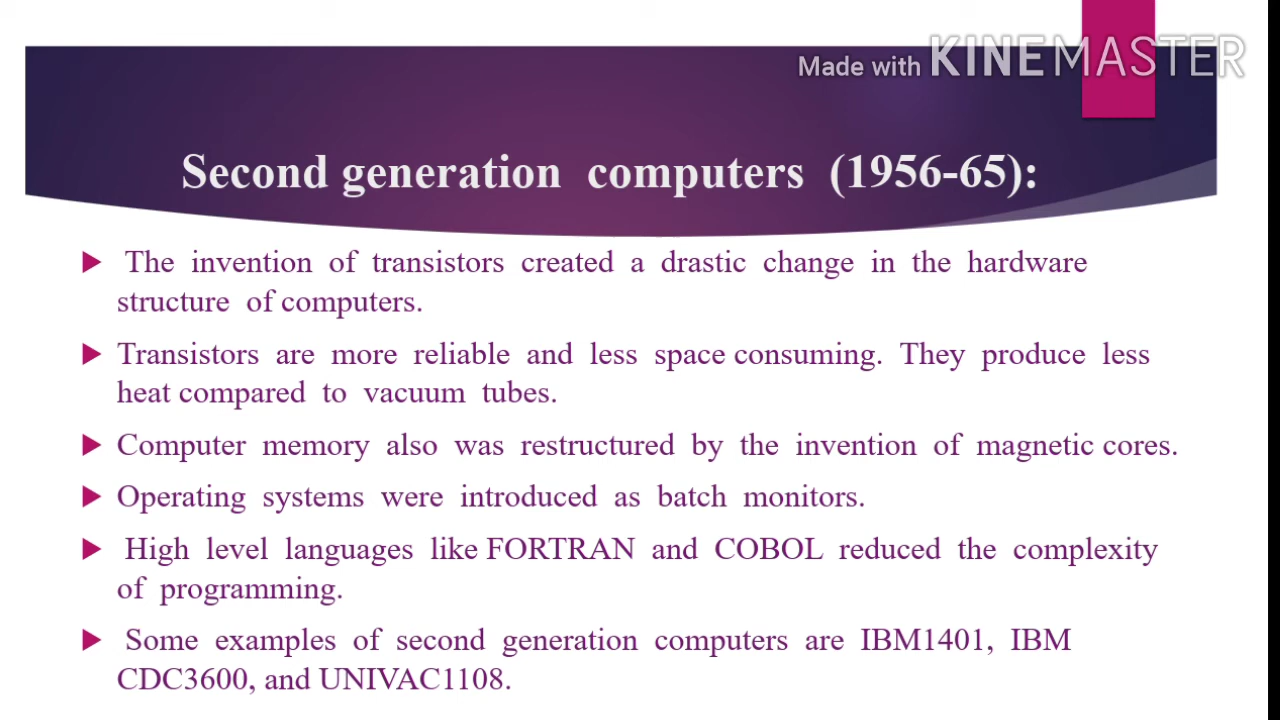 Made with KINEMASTER
Second generation computers (1956-65):
The invention of transistors created a drastic change in the hardware
structure of computers.
Transistors are more reliable and less space consuming. They produce less
heat compared to vacuum tubes.
Computer memory also was restructured by the invention of magnetic cores.
Operating systems were introduced as batch monitors.
High level languages like FORTRAN and COBOL reduced the complexity
of programming.
Some examples of second generation computers are IBM1401, IBM
CDC3600, and UNIVAC1108.